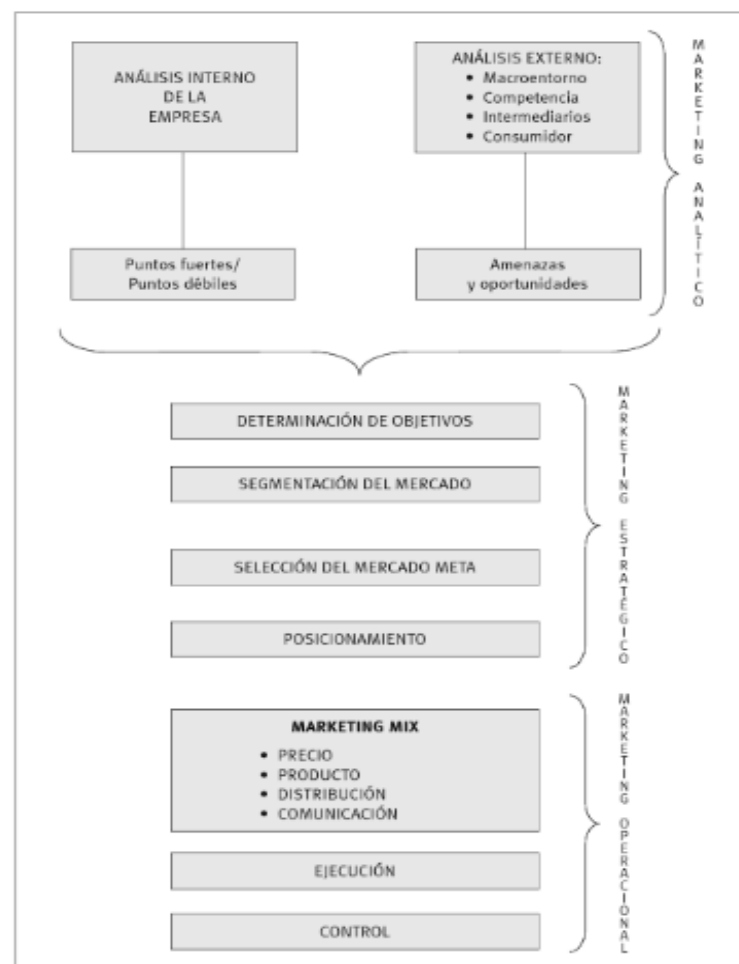 ANÁLISIS INTERNO
DE LA
EMPRESA
ANÁLISIS EXTERNO:
• Macroentorno
• Competencia
• Intermediarios
• Consumidor
Puntos fuertes/
Puntos débiles
Amenazas
y oportunidades
MARKETING ANALÍTICO
DETERMINACIÓN DE OBJETIVOS
SEGMENTACIÓN DEL MERCADO
SELECCIÓN DEL MERCADO META
POSICIONAMIENTO
MARKETING ESTRATÉGICO
MARKETING MIX
• PRECIO
• PRODUCTO
• DISTRIBUCIÓN
• COMUNICACIÓN
EJECUCIÓN
CONTROL
MARKETING OPERACIONAL